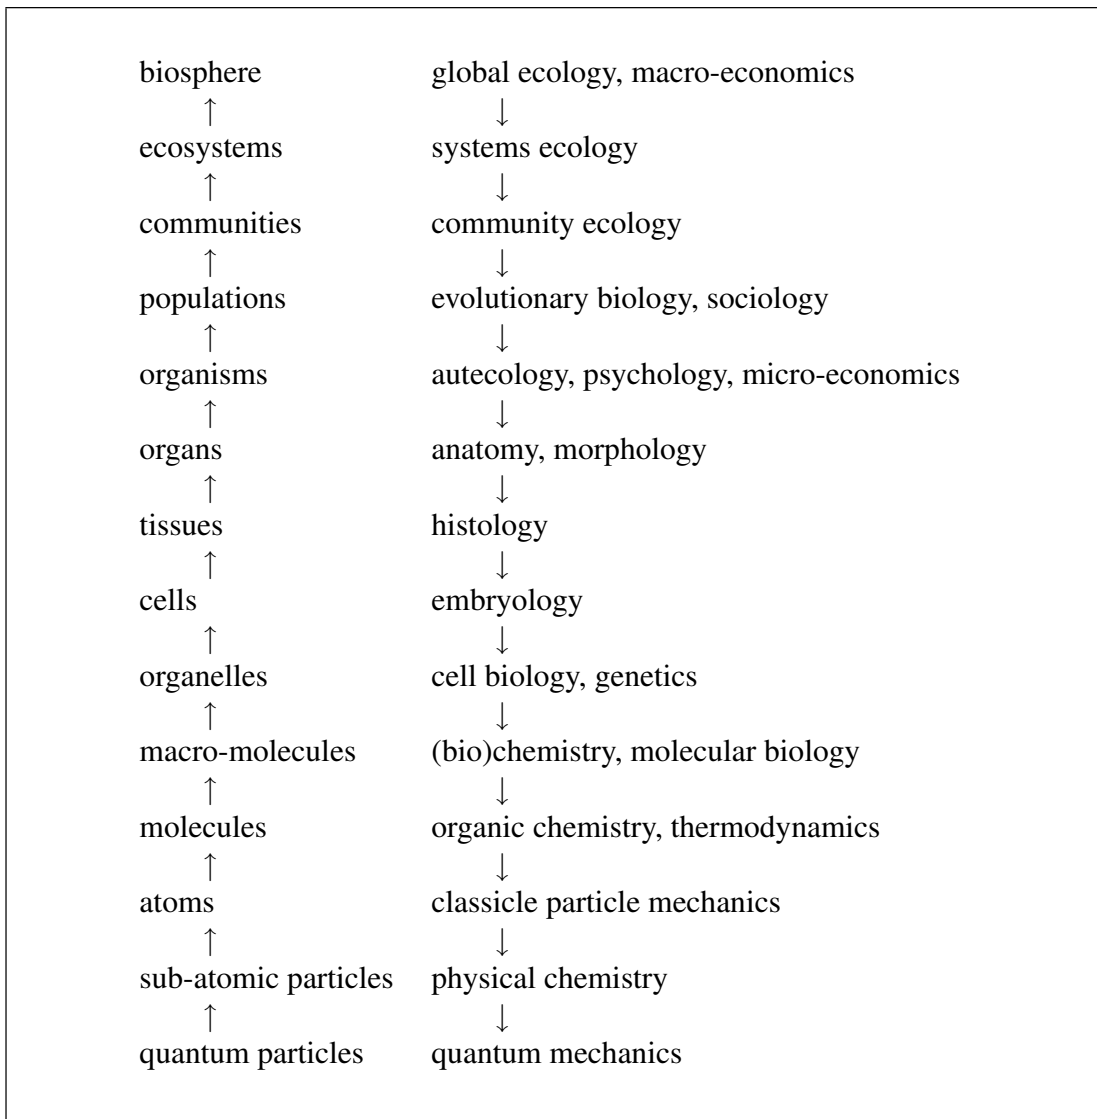 biosphere global ecology, macro-economics
↑ ↓
ecosystems systems ecology
↑ ↓
communities community ecology
↑ ↓
populations evolutionary biology, sociology
↑ ↓
organisms autecology, psychology, micro-economics
↑ ↓
organs anatomy, morphology
↑ ↓
tissues histology
↑ ↓
cells embryology
↑ ↓
organelles cell biology, genetics
↑ ↓
macro-molecules (bio)chemistry, molecular biology
↑ ↓
molecules organic chemistry, thermodynamics
↑ ↓
atoms classicle particle mechanics
↑ ↓
sub-atomic particles physical chemistry
↑ ↓
quantum particles quantum mechanics